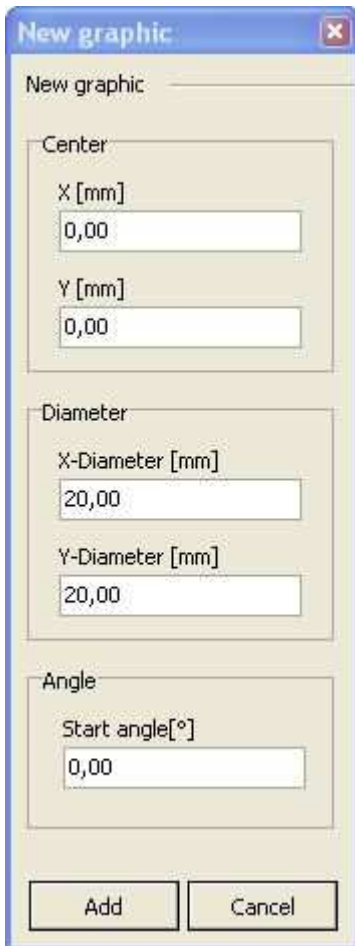 New graphic
New graphic
Center
X [mm]
0,00
Y [mm]
0,00
Diameter
X-Diameter [mm]
20,00
Y-Diameter [mm]
20,00
Angle
Start angle[°]
0,00
Add Cancel